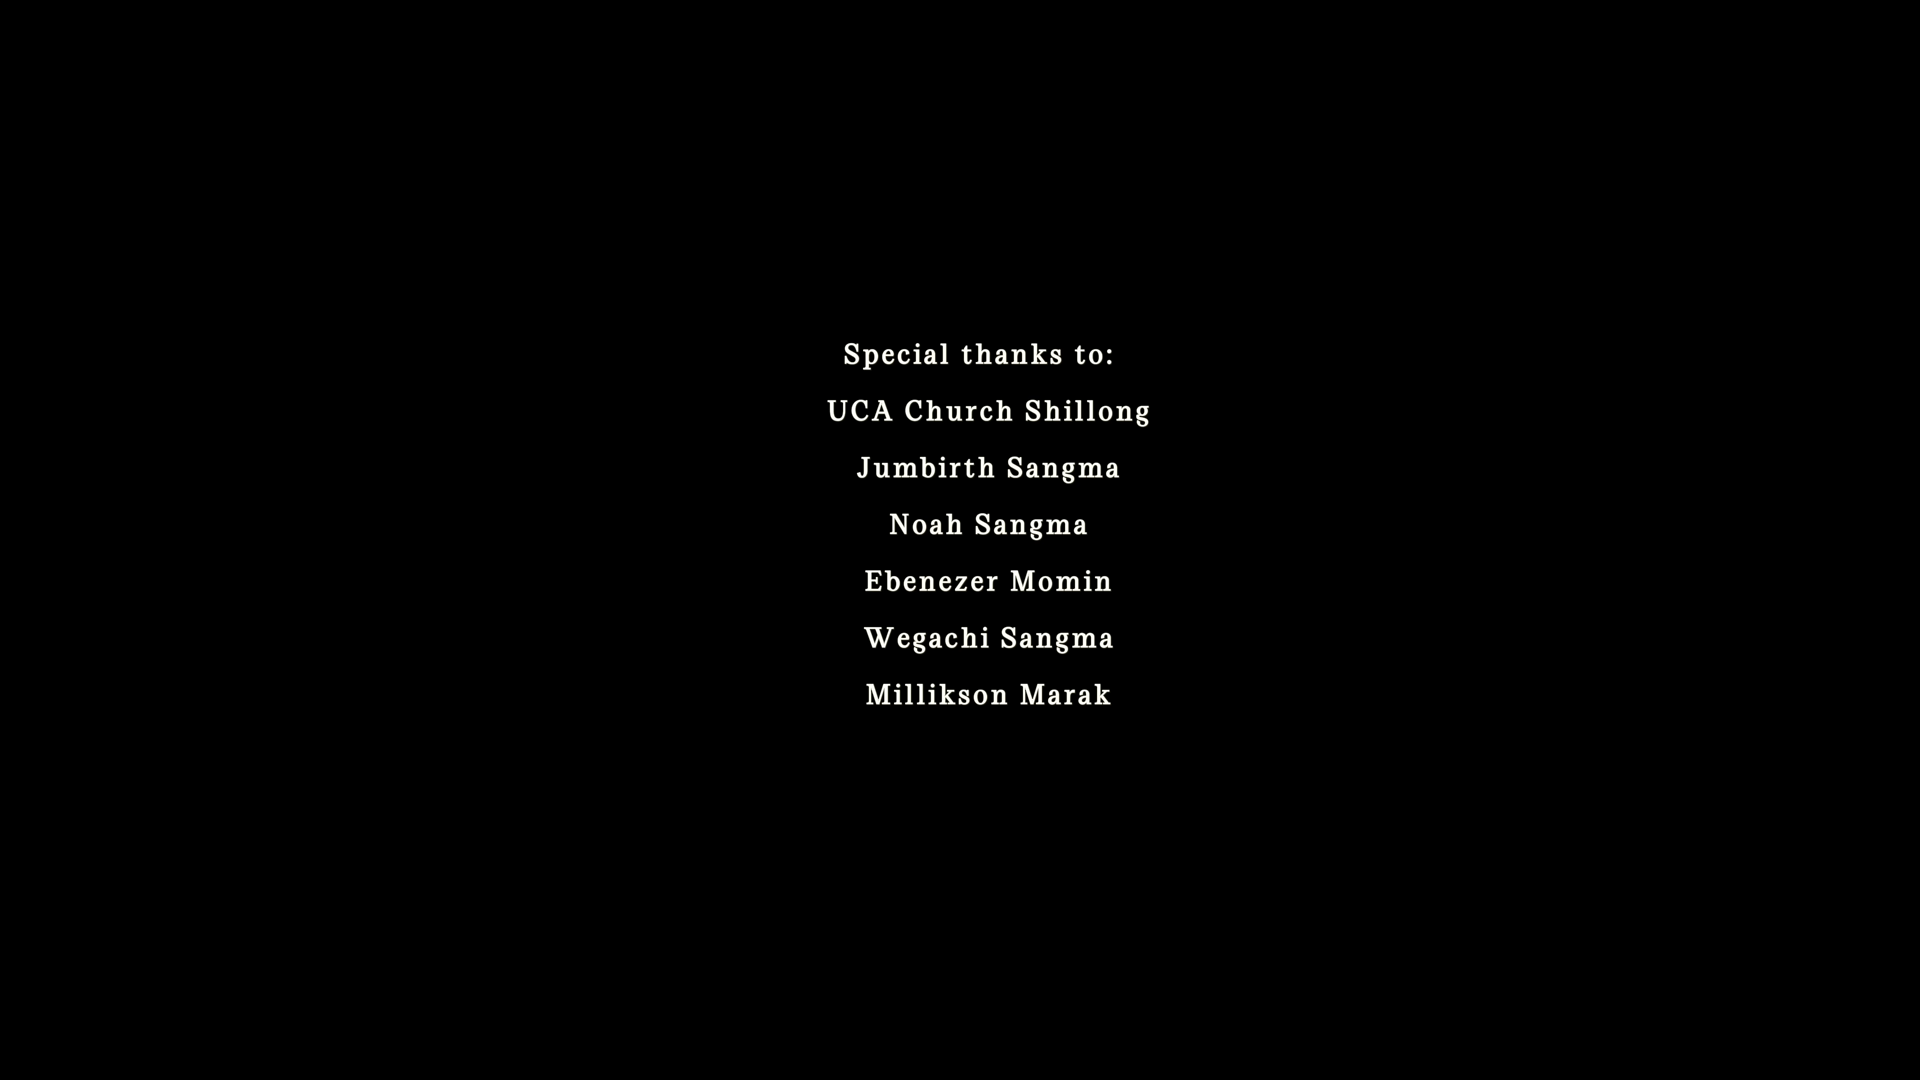 Special thanks to:
UCA Church Shillong
Jumbirth Sangma
Noah Sangma
Ebenezer Momin
Wegachi Sangma
Millikson Marak